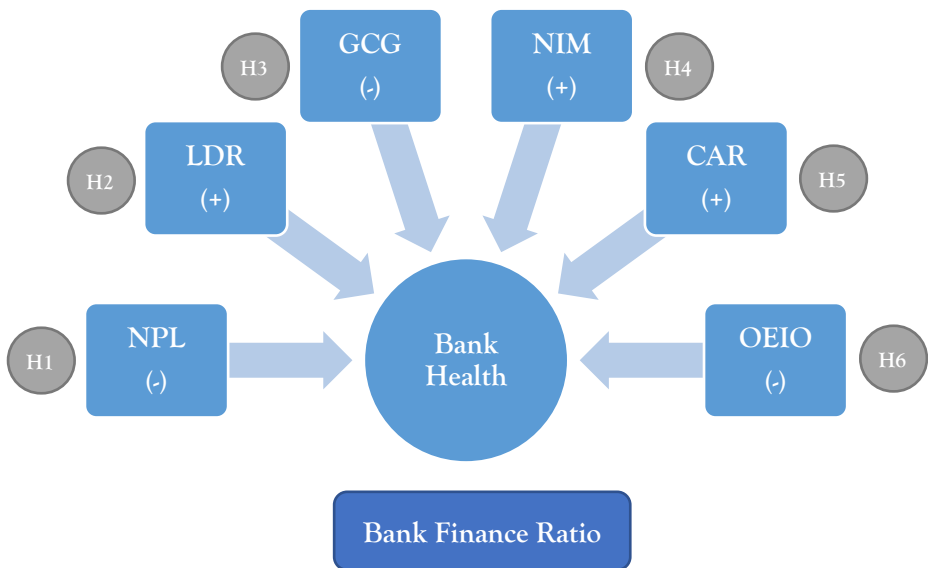 H3
GCG
(-)
NIM
(+)
H4
H2
LDR
(+)
CAR
(+)
H5
H1
NPL
(-)
Bank
Health
OEIO
(-)
H6
Bank Finance Ratio